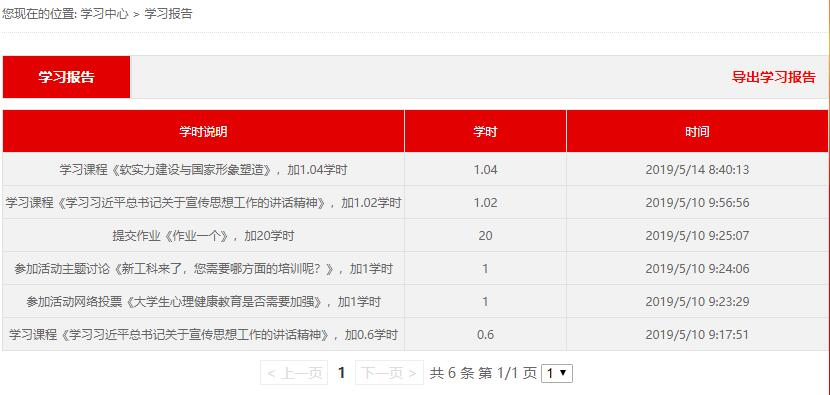 您现在的位置: 学习中心 > 学习报告
学习报告 导出学习报告
学时说明 学时 时间
学习课程《软实力建设与国家形象塑造》，加1.04学时 1.04 2019/5/14 8:40:13
学习课程《学习习近平总书记关于宣传思想工作的讲话精神》，加1.02学时 1.02 2019/5/10 9:56:56
提交作业《作业一个》，加20学时 20 2019/5/10 9:25:07
参加活动主题讨论《新工科来了，您需要哪方面的培训呢？》，加1学时 1 2019/5/10 9:24:06
参加活动网络投票《大学生心理健康教育是否需要加强》，加1学时 1 2019/5/10 9:23:29
学习课程《学习习近平总书记关于宣传思想工作的讲话精神》，加0.6学时 0.6 2019/5/10 9:17:51
< 上一页 1 下一页 > 共 6 条 第 1/1 页 1